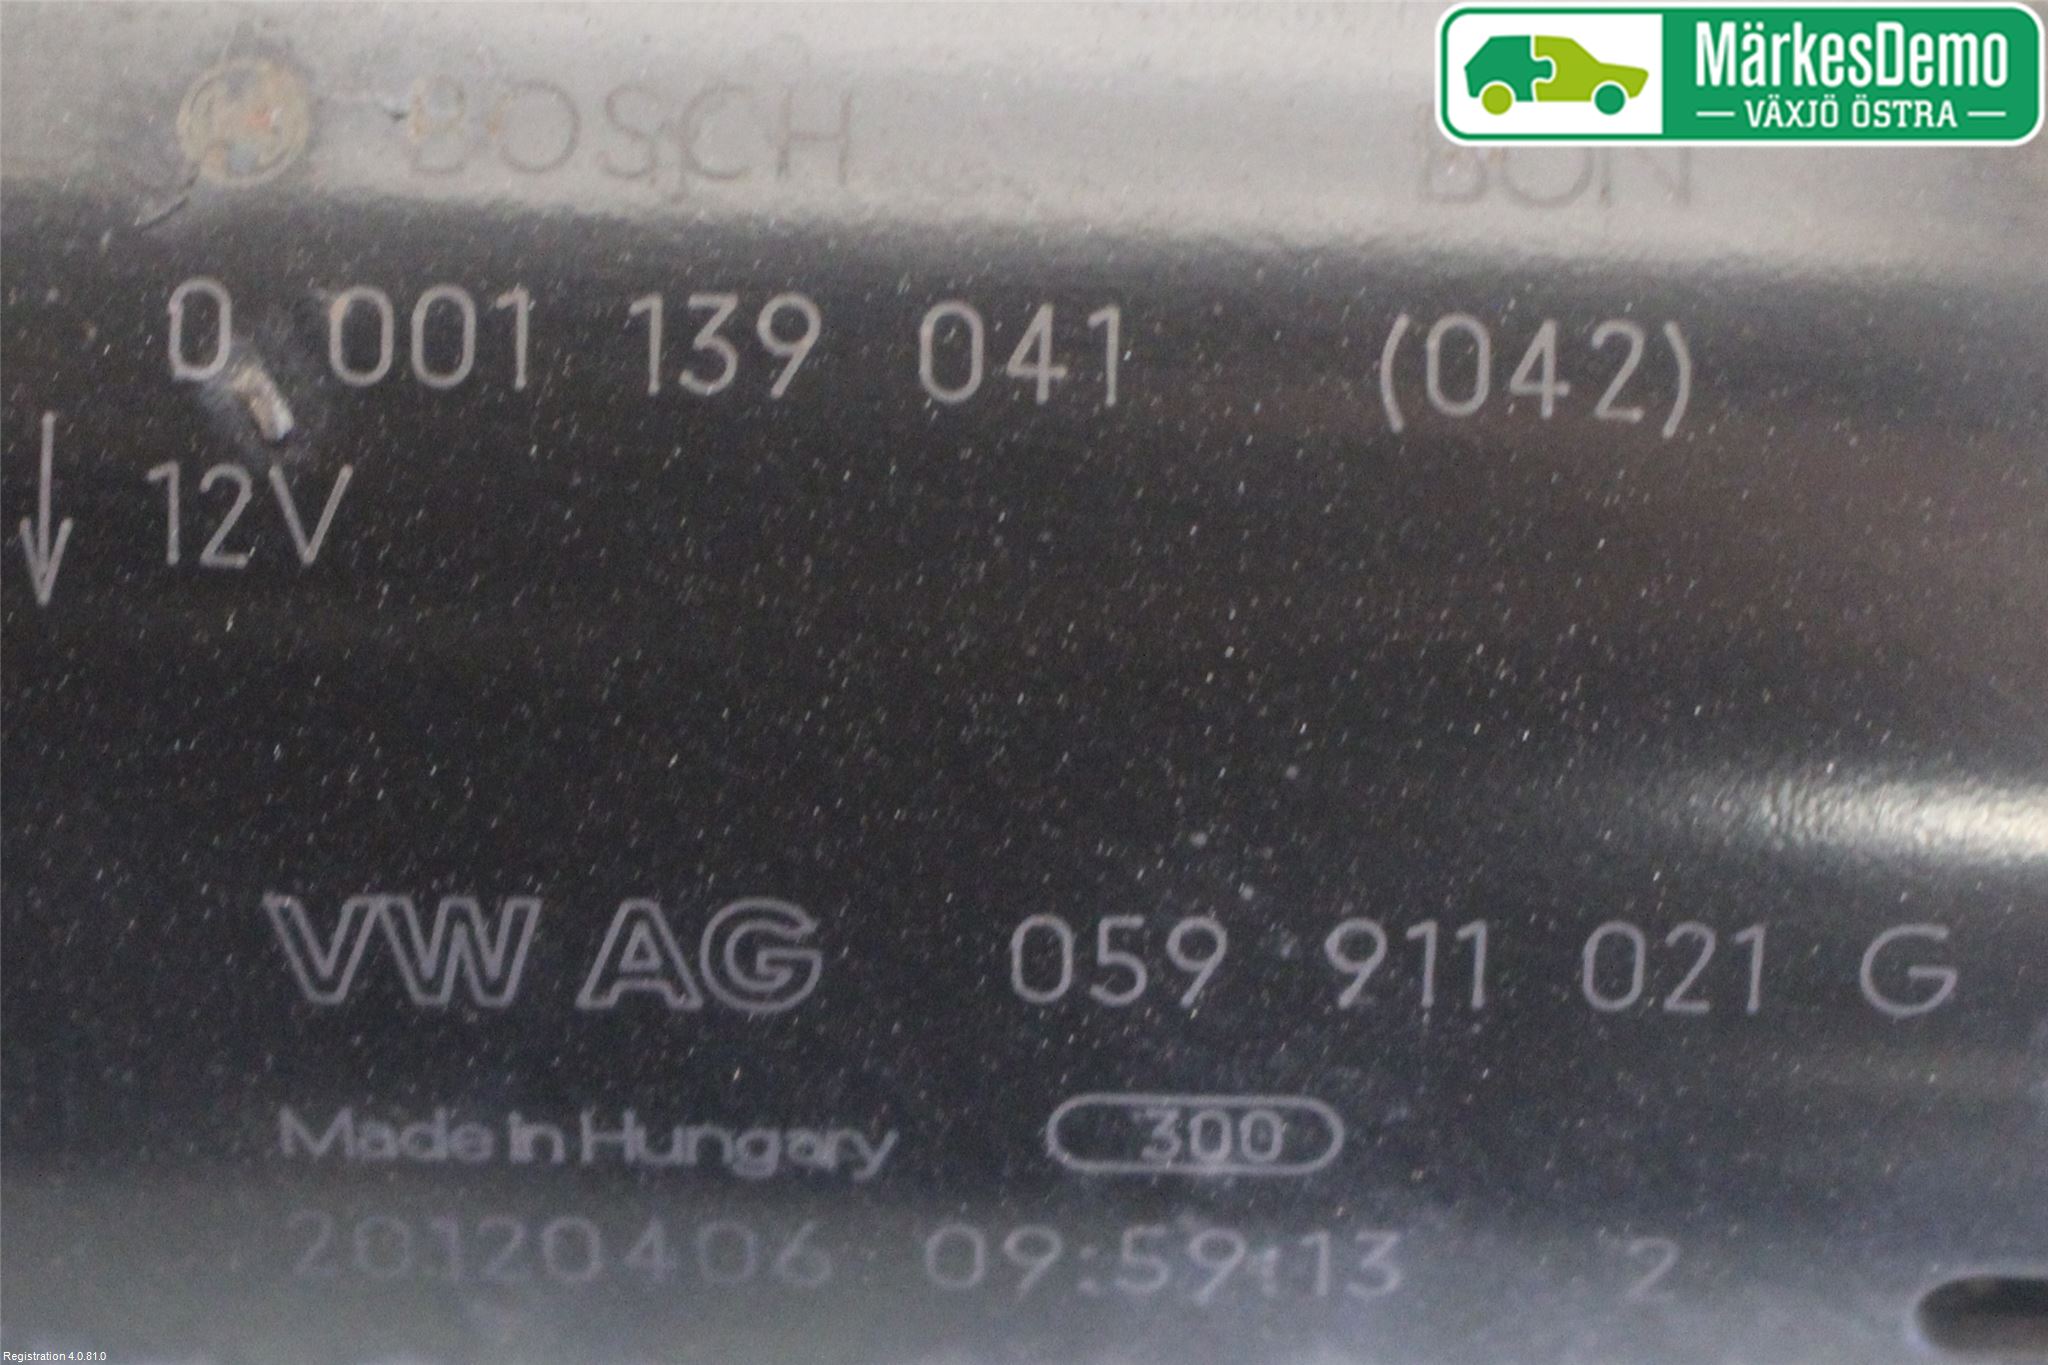 MärkesDemo
VÄXJÖ ÖSTRA
BOSCH BON
0 001 139 041 (042)
12V
VW AG 059 911 021 G
Made in Hungary 300
20120406 09:59:13 2
Registration 4.0.81.0